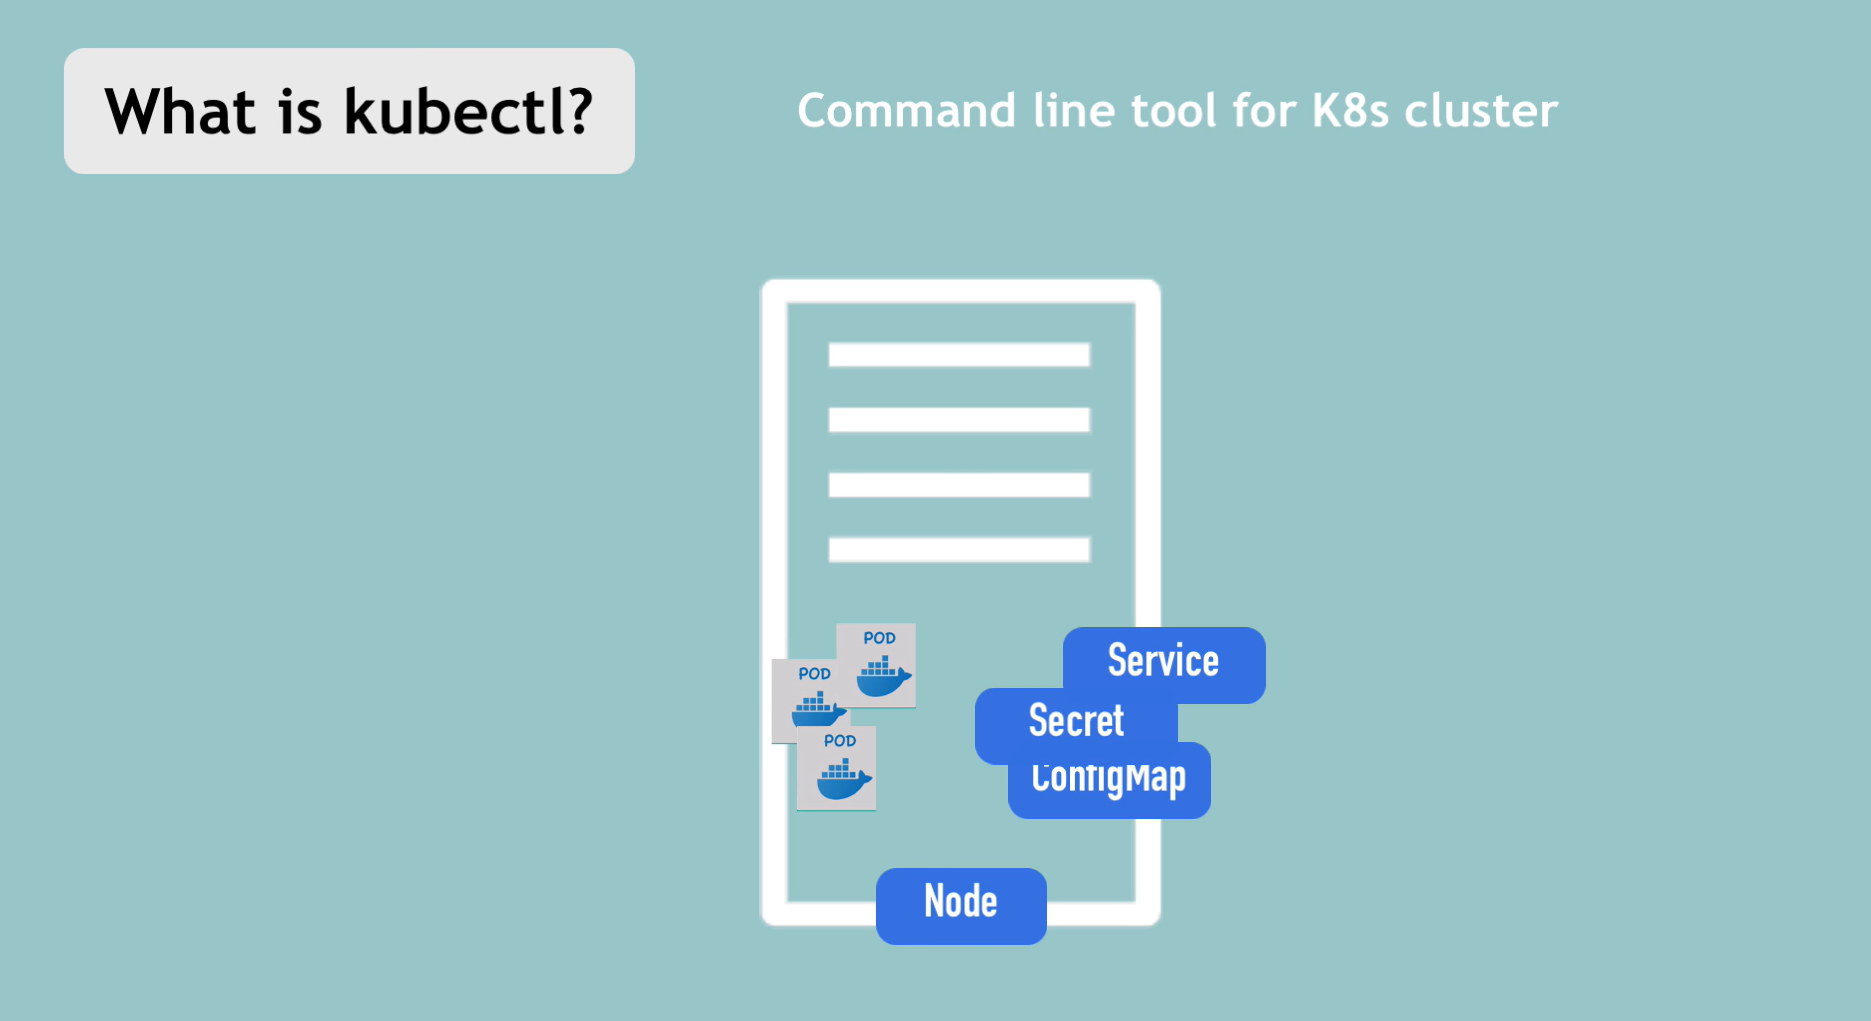 What is kubectl?
Command line tool for K8s cluster
POD
POD
POD
Service
Secret
ConfigMap
Node